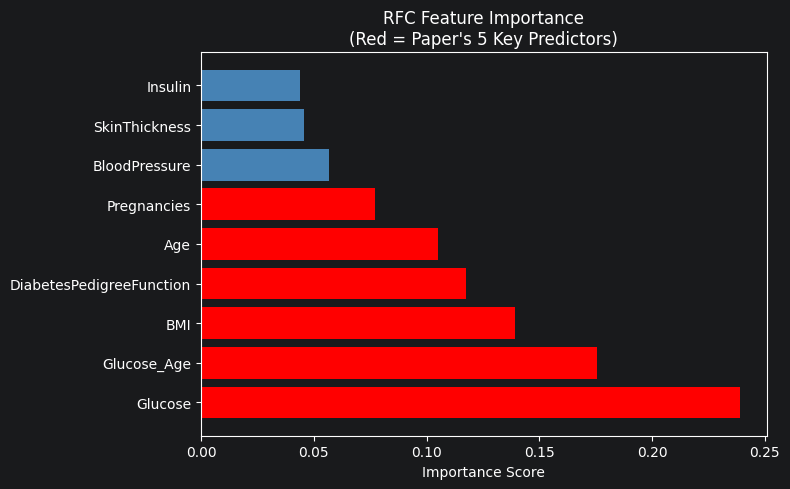 RFC Feature Importance
(Red = Paper's 5 Key Predictors)
Insulin
SkinThickness
BloodPressure
Pregnancies
Age
DiabetesPedigreeFunction
BMI
Glucose_Age
Glucose
0.00 0.05 0.10 0.15 0.20 0.25
Importance Score